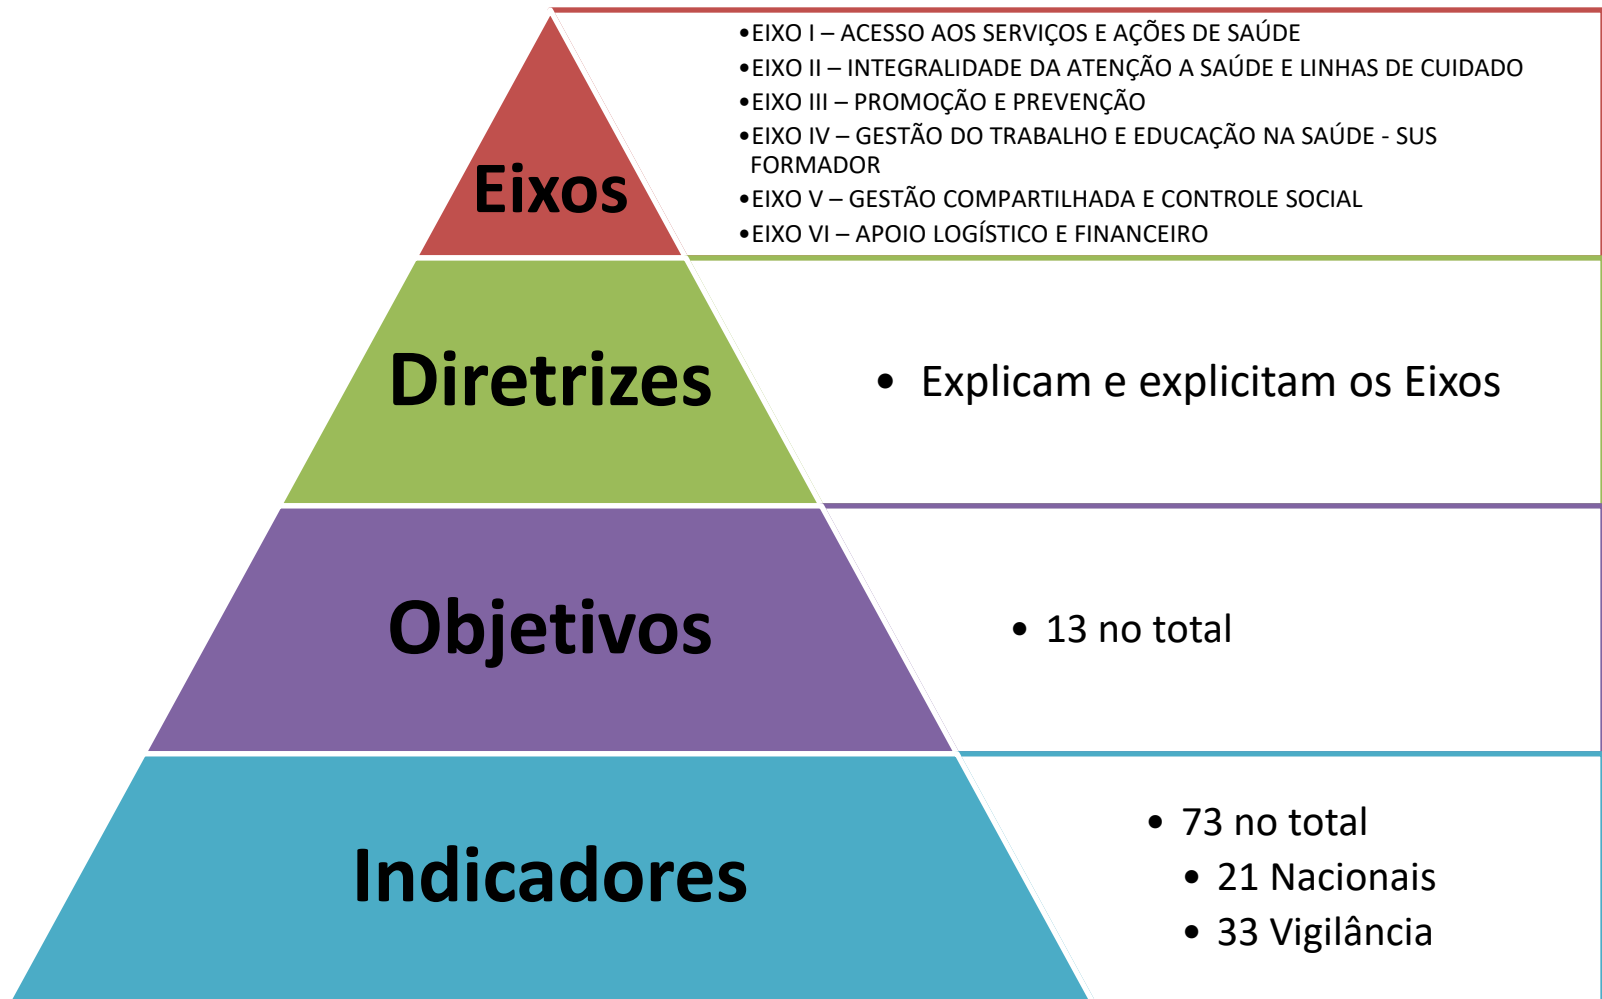 •EIXO I – ACESSO AOS SERVIÇOS E AÇÕES DE SAÚDE
•EIXO II – INTEGRALIDADE DA ATENÇÃO A SAÚDE E LINHAS DE CUIDADO
•EIXO III – PROMOÇÃO E PREVENÇÃO
•EIXO IV – GESTÃO DO TRABALHO E EDUCAÇÃO NA SAÚDE - SUS
FORMADOR
•EIXO V – GESTÃO COMPARTILHADA E CONTROLE SOCIAL
•EIXO VI – APOIO LOGÍSTICO E FINANCEIRO
Eixos
Diretrizes
• Explicam e explicitam os Eixos
Objetivos
• 13 no total
Indicadores
• 73 no total
• 21 Nacionais
• 33 Vigilância